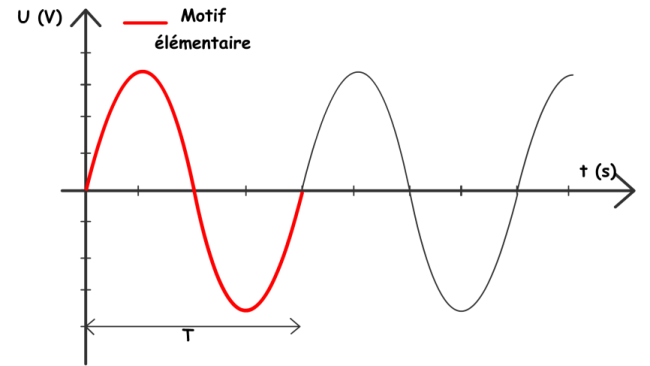 U (V)
Motif
élémentaire
t (s)
T